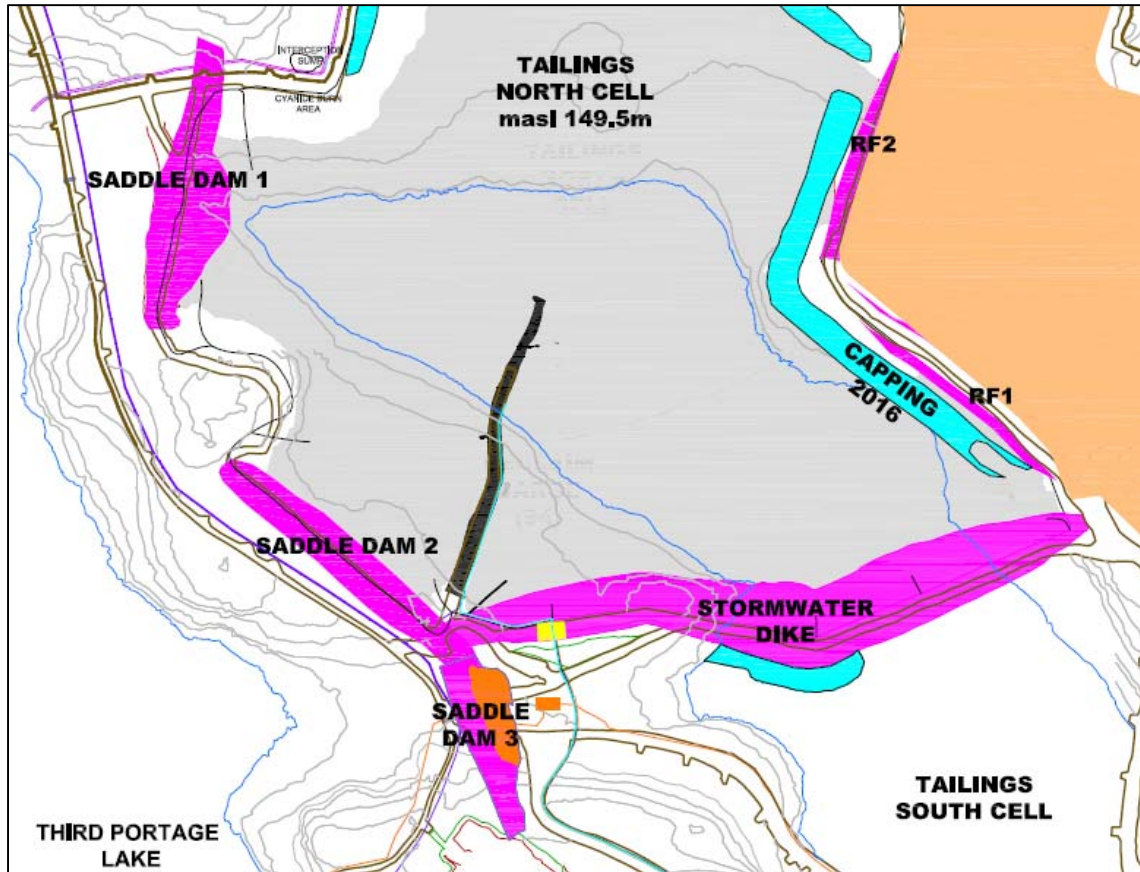 INTERCEPTION
SUMP
CYANIDE BURN
AREA
TAILINGS
NORTH CELL
masl 149.5m
TAILINGS
RF2
SADDLE DAM 1
CAPPING
2016
RF1
SADDLE DAM 2
STORMWATER
DIKE
SADDLE
DAM 3
TAILINGS
SOUTH CELL
THIRD PORTAGE
LAKE